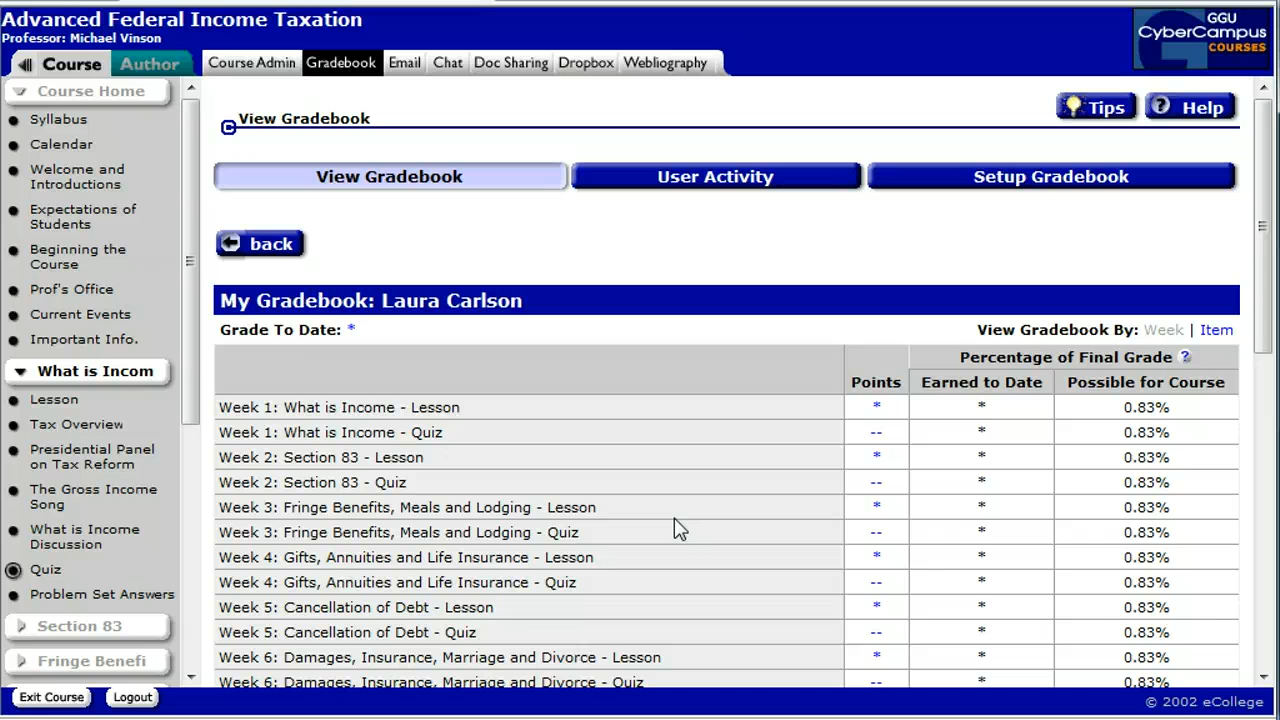 Advanced Federal Income Taxation
Professor: Michael Vinson
GGU
CyberCampus
COURSES
Course
Author
Course Admin
Gradebook
Email
Chat
Doc Sharing
Dropbox
Webliography
Course Home
Syllabus
Calendar
Welcome and
Introductions
Expectations of
Students
Beginning the
Course
Prof's Office
Current Events
Important Info.
What is Incom
Lesson
Tax Overview
Presidential Panel
on Tax Reform
The Gross Income
Song
What is Income
Discussion
Quiz
Problem Set Answers
Section 83
Fringe Benefi
Exit Course
Logout
View Gradebook
Tips
? Help
View Gradebook
User Activity
Setup Gradebook
back
My Gradebook: Laura Carlson
Grade To Date: *
View Gradebook By: Week | Item
Percentage of Final Grade ?
Points Earned to Date Possible for Course
Week 1: What is Income - Lesson * * 0.83%
Week 1: What is Income - Quiz -- * 0.83%
Week 2: Section 83 - Lesson * * 0.83%
Week 2: Section 83 - Quiz -- * 0.83%
Week 3: Fringe Benefits, Meals and Lodging - Lesson * * 0.83%
Week 3: Fringe Benefits, Meals and Lodging - Quiz -- * 0.83%
Week 4: Gifts, Annuities and Life Insurance - Lesson * * 0.83%
Week 4: Gifts, Annuities and Life Insurance - Quiz -- * 0.83%
Week 5: Cancellation of Debt - Lesson * * 0.83%
Week 5: Cancellation of Debt - Quiz -- * 0.83%
Week 6: Damages, Insurance, Marriage and Divorce - Lesson * * 0.83%
Week 6: Damages, Insurance, Marriage and Divorce - Quiz -- * 0.83%
© 2002 eCollege